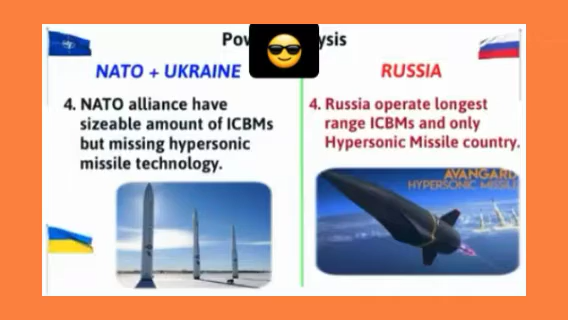 NATO + UKRAINE
4. NATO alliance have
sizeable amount of ICBMs
but missing hypersonic
missile technology.
RUSSIA
4. Russia operate longest
range ICBMs and only
Hypersonic Missile country.
AVANGARD
HYPERSONIC MISSILE